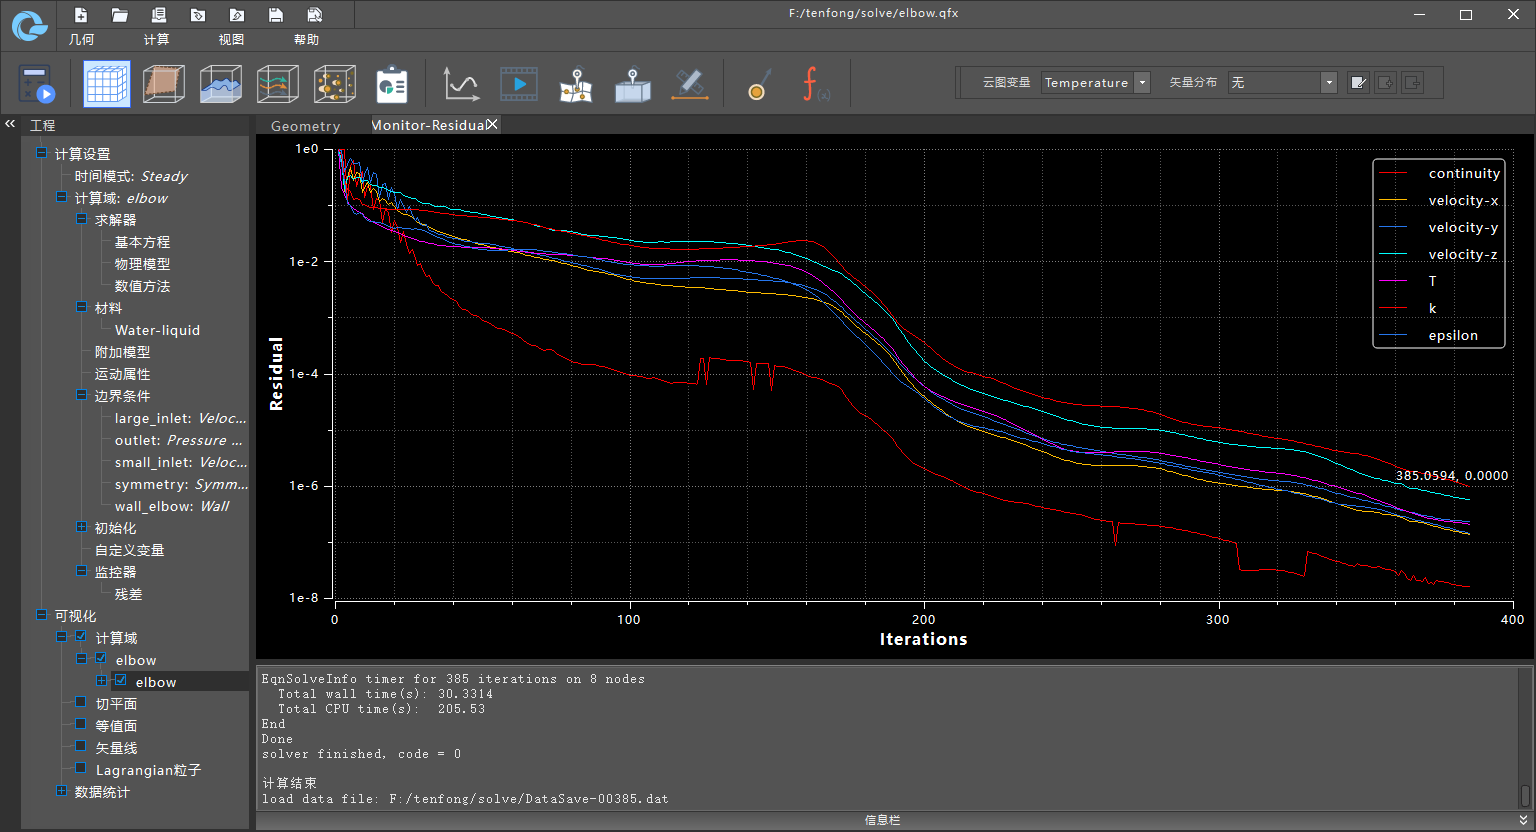 F:/tenfong/solve/elbow.qfx
几何 计算 视图 帮助
云图变量 Temperature 矢量分布 无
f(a)
工程
计算设置
时间模式: Steady
计算域: elbow
求解器
基本方程
物理模型
数值方法
材料
Water-liquid
附加模型
运动属性
边界条件
large_inlet: Veloc...
outlet: Pressure ...
small_inlet: Veloc...
symmetry: Symm...
wall_elbow: Wall
初始化
自定义变量
监控器
残差
可视化
计算域
elbow
elbow
切平面
等值面
矢量线
Lagrangian粒子
数据统计
Geometry Monitor-Residual
1e0
1e-2
1e-4
1e-6
1e-8
Residual
0 100 200 300 400
Iterations
continuity
velocity-x
velocity-y
velocity-z
T
k
epsilon
385.0594, 0.0000
EqnSolveInfo timer for 385 iterations on 8 nodes
Total wall time(s): 30.3314
Total CPU time(s): 205.53
End
Done
solver finished, code = 0
计算结束
load data file: F:/tenfong/solve/DataSave-00385.dat
信息栏